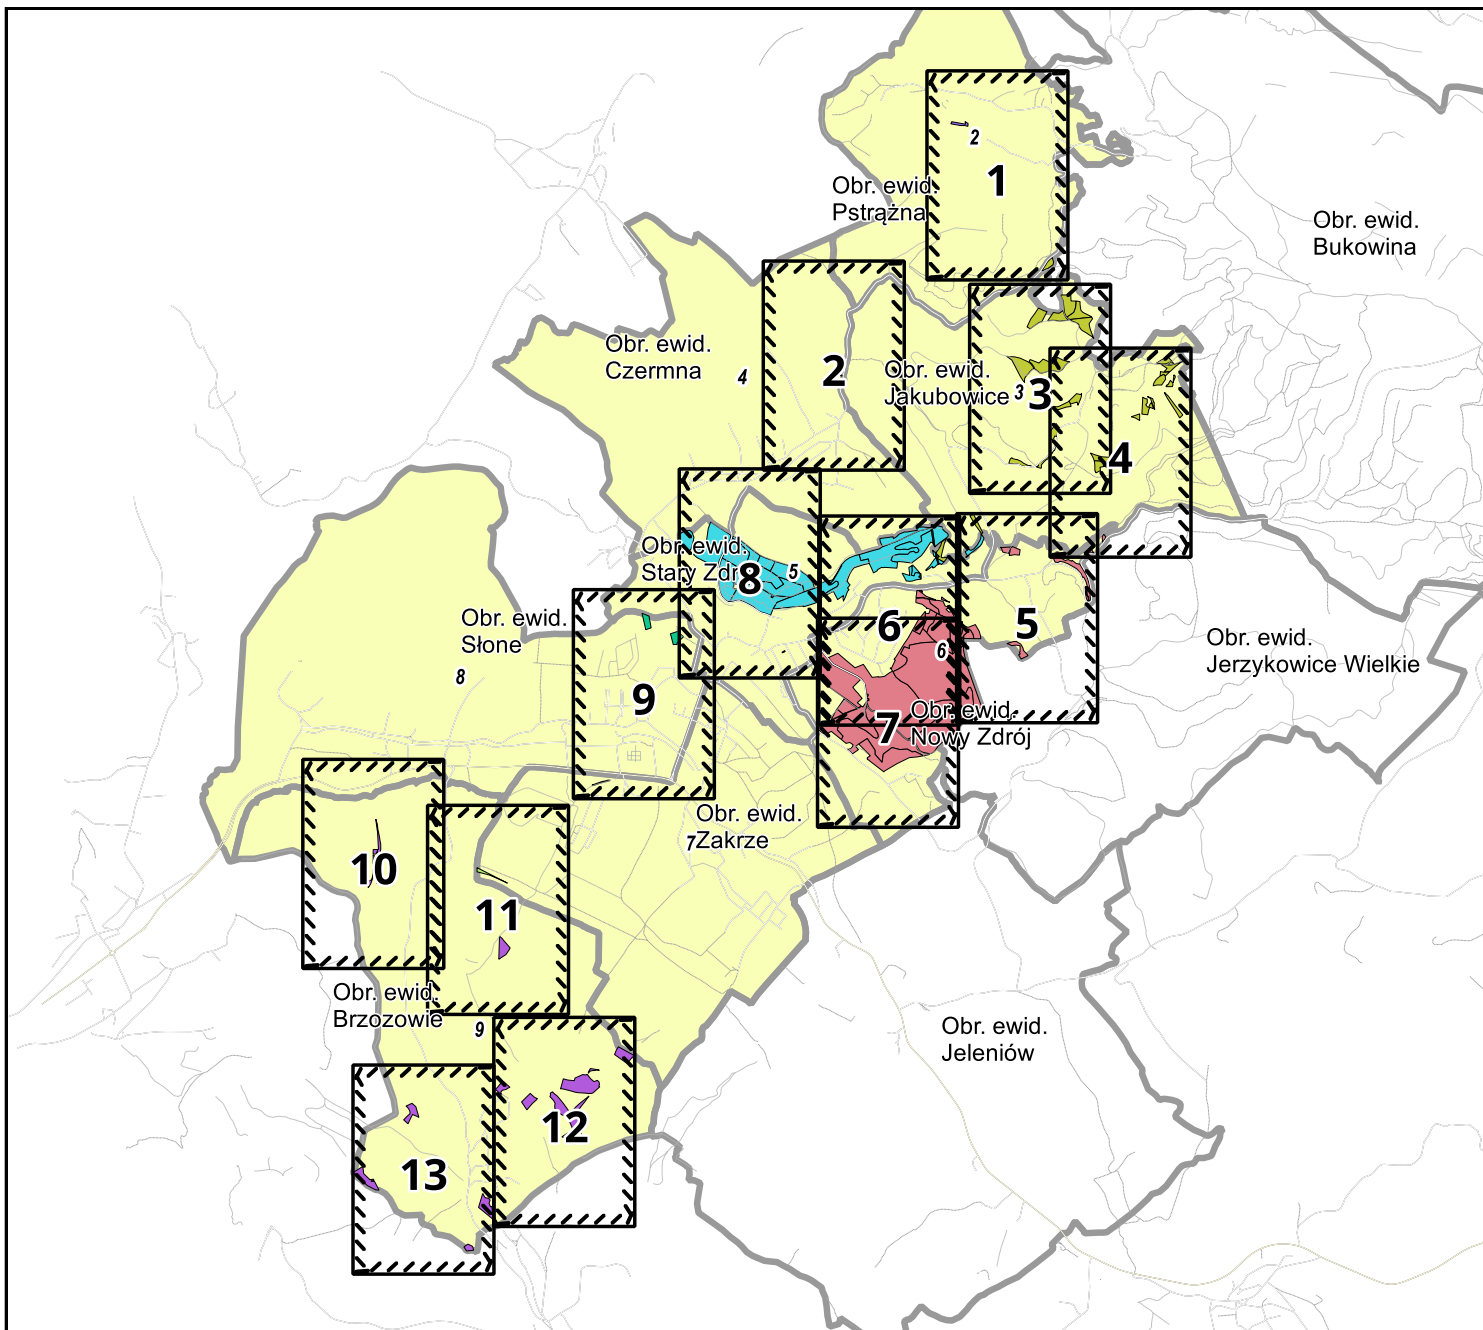 2
1
Obr. ewid.
Pstrążna
Obr. ewid.
Bukowina
Obr. ewid.
Czermna
4
2
Obr. ewid.
Jakubowice
3
3
4
Obr. ewid.
Stary Zdr
8
5
Obr. ewid.
Słone
8
6
5
6
Obr. ewid.
Jerzykowice Wielkie
9
7
Obr. ewid.
Nowy Zdrój
Obr. ewid.
Zakrze
7
10
11
Obr. ewid.
Brzozowie
9
Obr. ewid.
Jeleniów
12
13